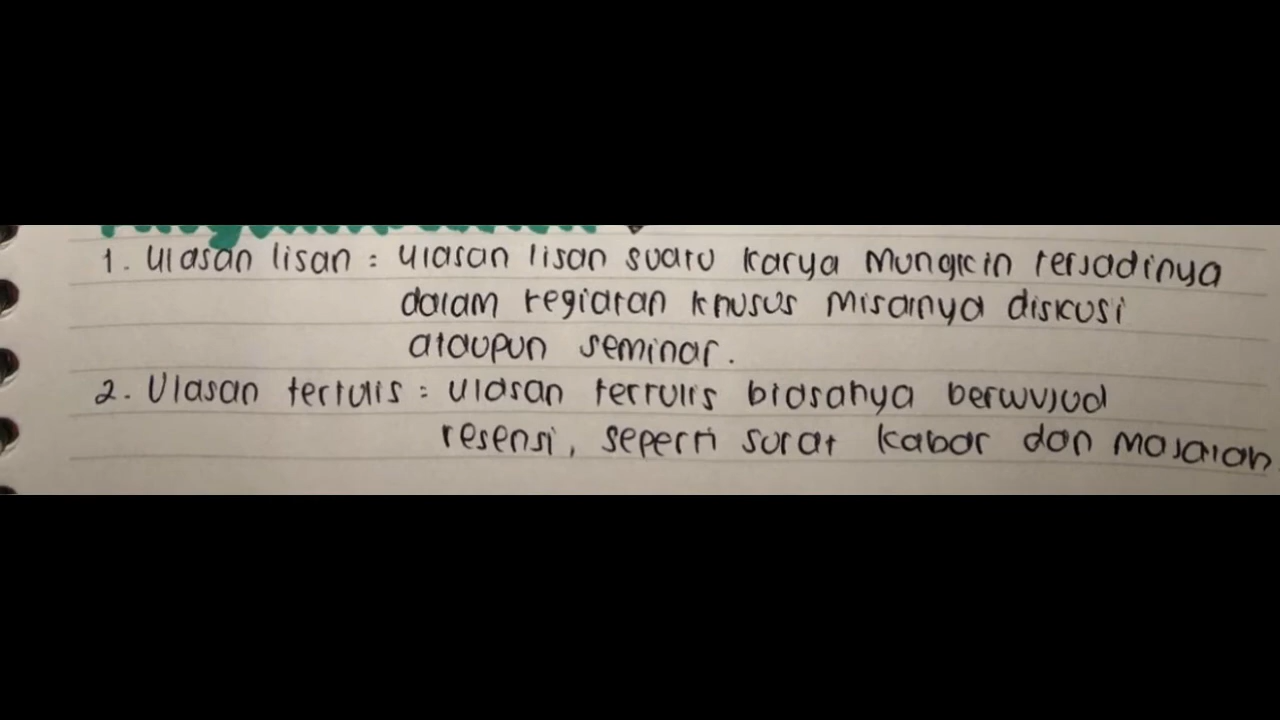 1. Ulasan lisan : Ulasan lisan suatu karya mungkin terjadinya
dalam kegiatan khusus misalnya diskusi
ataupun seminar.
2. Ulasan tertulis : Ulasan tertulis biasanya berwujud
resensi, seperti surat kabar dan majalah